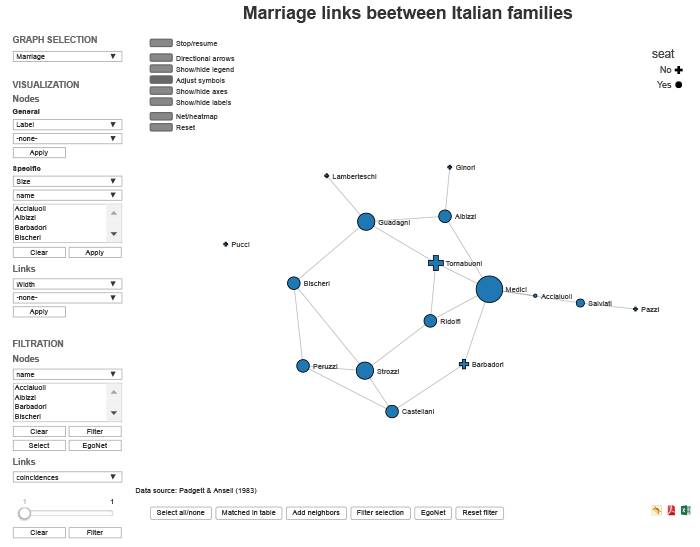 Marriage links beetween Italian families
GRAPH SELECTION
Marriage
VISUALIZATION
Nodes
General
Label
-none-
Apply
Specific
Size
name
Acciaiuoli
Albizzi
Barbadori
Bischeri
Clear Apply
Links
Width
-none-
Apply
FILTRATION
Nodes
name
Acciaiuoli
Albizzi
Barbadori
Bischeri
Clear Filter
Select EgoNet
Links
coincidences
1 1
Clear Filter
Stop/resume
Directional arrows
Show/hide legend
Adjust symbols
Show/hide axes
Show/hide labels
Net/heatmap
Reset
seat
No
Yes
Ginori
Lamberteschi
Guadagni
Albizzi
Pucci
Tornabuoni
Bischeri
Medici
Acciaiuoli
Salviati
Pazzi
Ridolfi
Peruzzi
Strozzi
Barbadori
Castellani
Data source: Padgett & Ansell (1983)
Select all/none Matched in table Add neighbors Filter selection EgoNet Reset filter